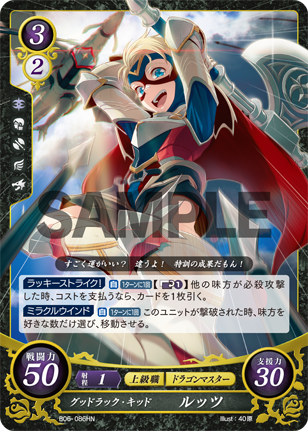 3
2
SAMPLE
すごく運がいい？ 違うよ！ 特訓の成果だもん！
ラッキーストライク！ 自 1ターンに1回 【1】他の味方が必殺攻撃
した時、コストを支払うなら、カードを1枚引く。
ミラクルウインド 自 1ターンに1回 このユニットが撃破された時、味方を
好きな数だけ選び、移動させる。
戦闘力 50
射程 1 上級職 ドラゴンマスター
支援力 30
グッドラック・キッド ルッツ
B06-086HN
Illust：40原